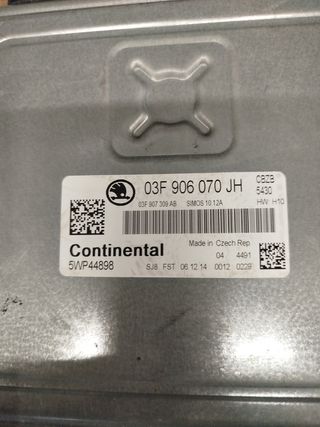 03F 906 070 JH
CBZB
5430
03F 907 309 AB SIMOS 10.12A HW H10
Continental
Made in Czech Rep
04 4491
5WP44898
SJ8 FST 06.12.14 0012 0229